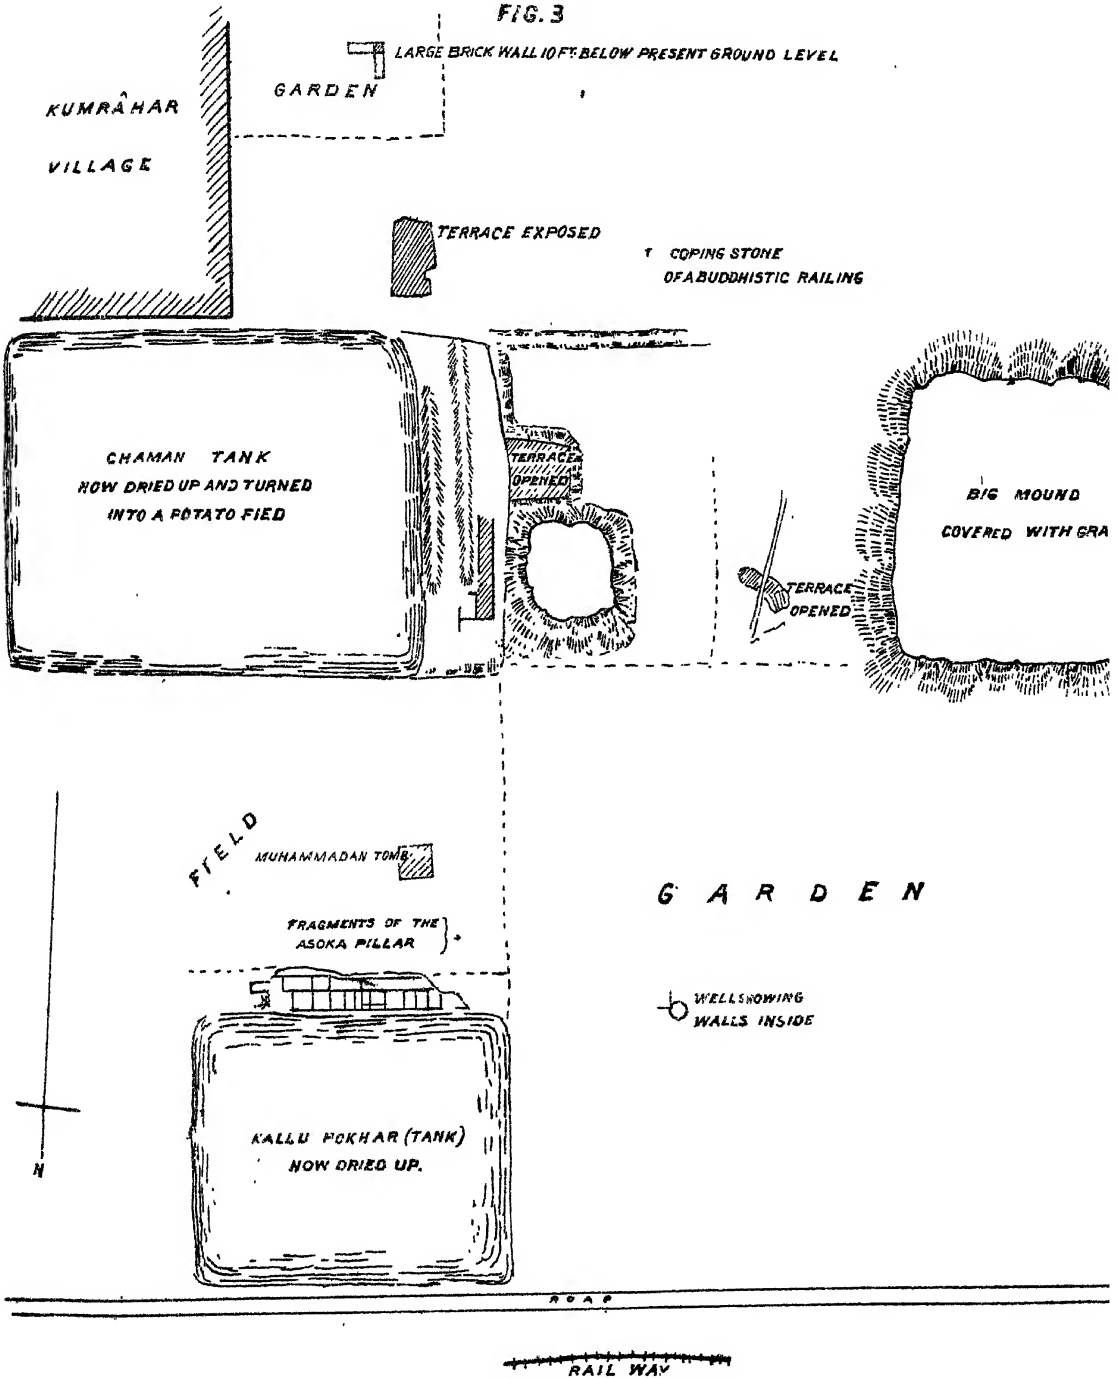 FIG. 3
LARGE BRICK WALL 10 FT. BELOW PRESENT GROUND LEVEL
GARDEN
KUMRÂHAR
VILLAGE
TERRACE EXPOSED
COPING STONE
OF A BUDDHISTIC RAILING
CHAMAN TANK
NOW DRIED UP AND TURNED
INTO A POTATO FIED
TERRACE
OPENED
BIG MOUND
COVERED WITH GRA
TERRACE
OPENED
FIELD
MUHAMMADAN TOMB
GARDEN
FRAGMENTS OF THE
ASOKA PILLAR
WELL SHOWING
WALLS INSIDE
KALLU POKHAR (TANK)
NOW DRIED UP.
N
ROAD
RAIL WAY